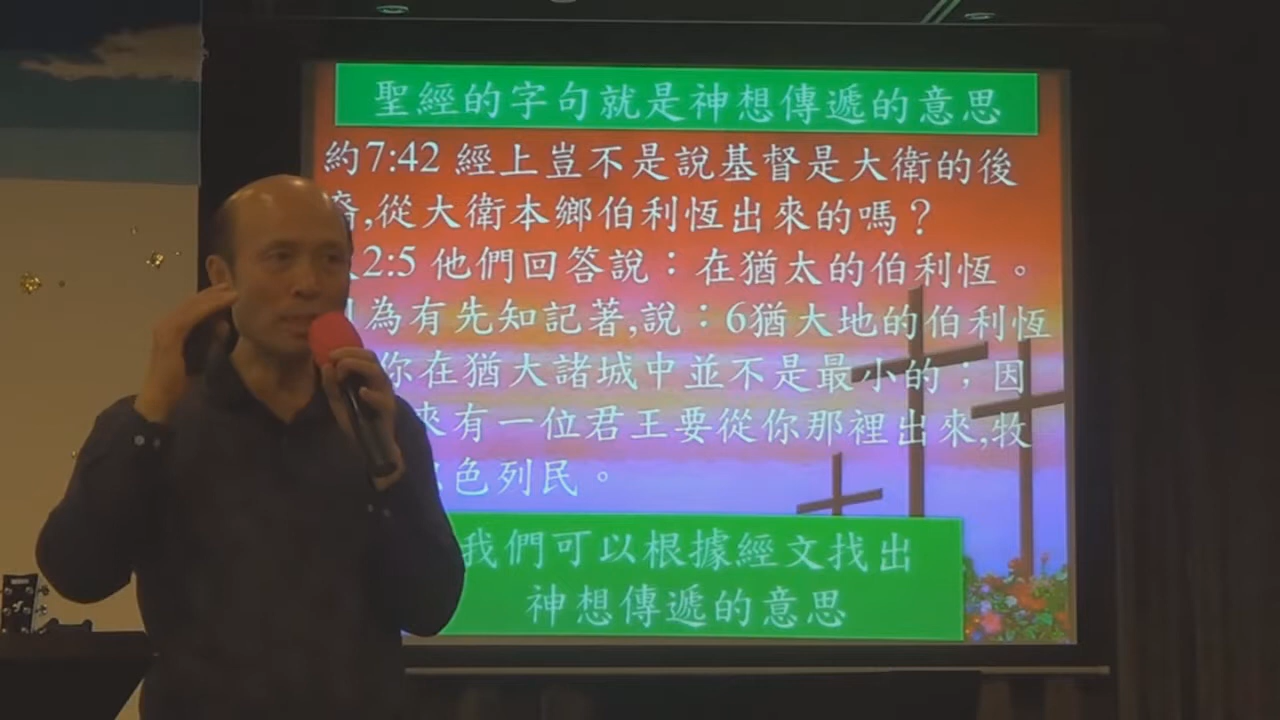 聖經的字句就是神想傳遞的意思
約7:42 經上豈不是說基督是大衛的後
裔,從大衛本鄉伯利恆出來的嗎？
2:5 他們回答說：在猶太的伯利恆。
為有先知記著,說：6猶大地的伯利恆
你在猶大諸城中並不是最小的；因
來有一位君王要從你那裡出來,牧
色列民。
我們可以根據經文找出
神想傳遞的意思